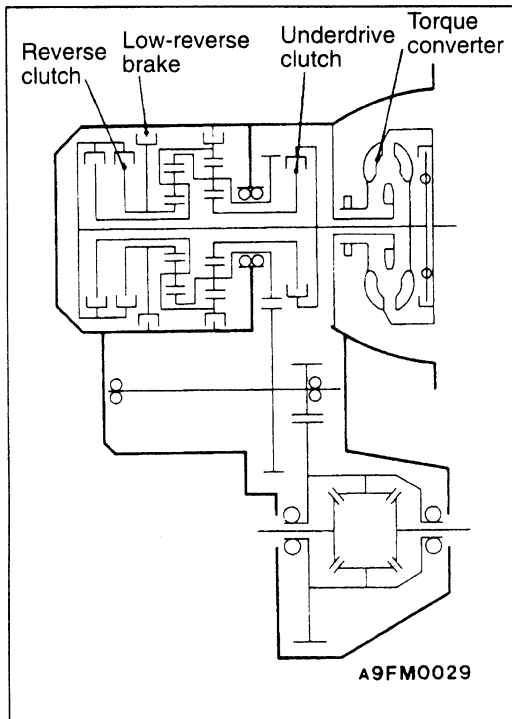 Reverse
clutch
Low-reverse
brake
Underdrive
clutch
Torque
converter
A9FM0029